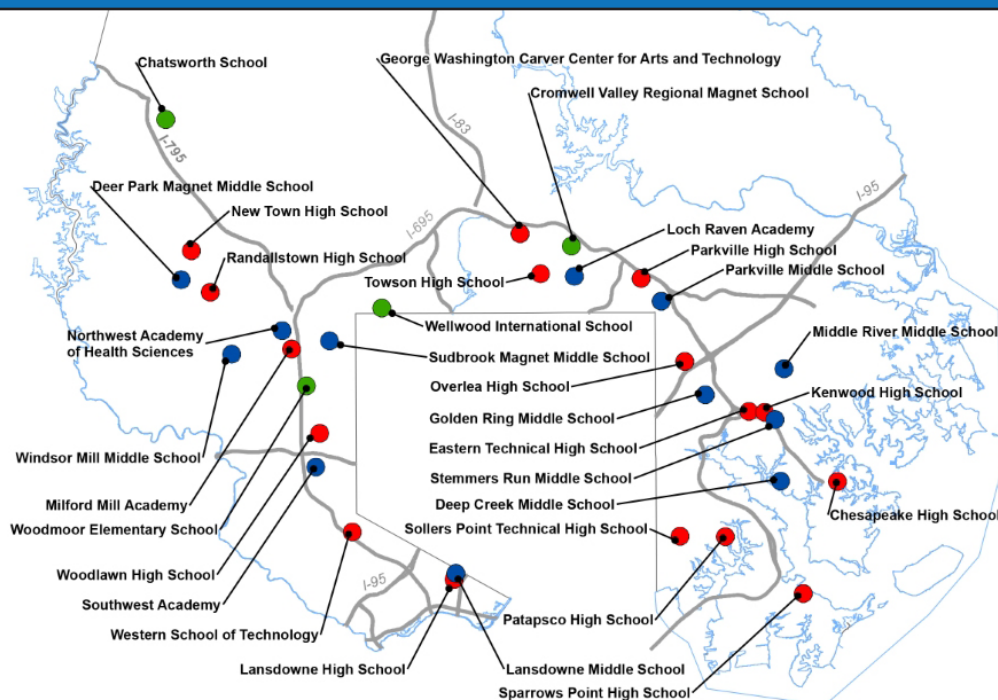 Chatsworth School
George Washington Carver Center for Arts and Technology
Cromwell Valley Regional Magnet School
I-83
I-795
Deer Park Magnet Middle School
I-95
New Town High School
I-695
Loch Raven Academy
Parkville High School
Randallstown High School
Parkville Middle School
Towson High School
Wellwood International School
Northwest Academy
of Health Sciences
Middle River Middle School
Sudbrook Magnet Middle School
Overlea High School
Kenwood High School
Golden Ring Middle School
Eastern Technical High School
Windsor Mill Middle School
Stemmers Run Middle School
Milford Mill Academy
Deep Creek Middle School
Chesapeake High School
Woodmoor Elementary School
Sollers Point Technical High School
Woodlawn High School
I-95
Southwest Academy
Patapsco High School
Western School of Technology
Lansdowne High School
Lansdowne Middle School
Sparrows Point High School